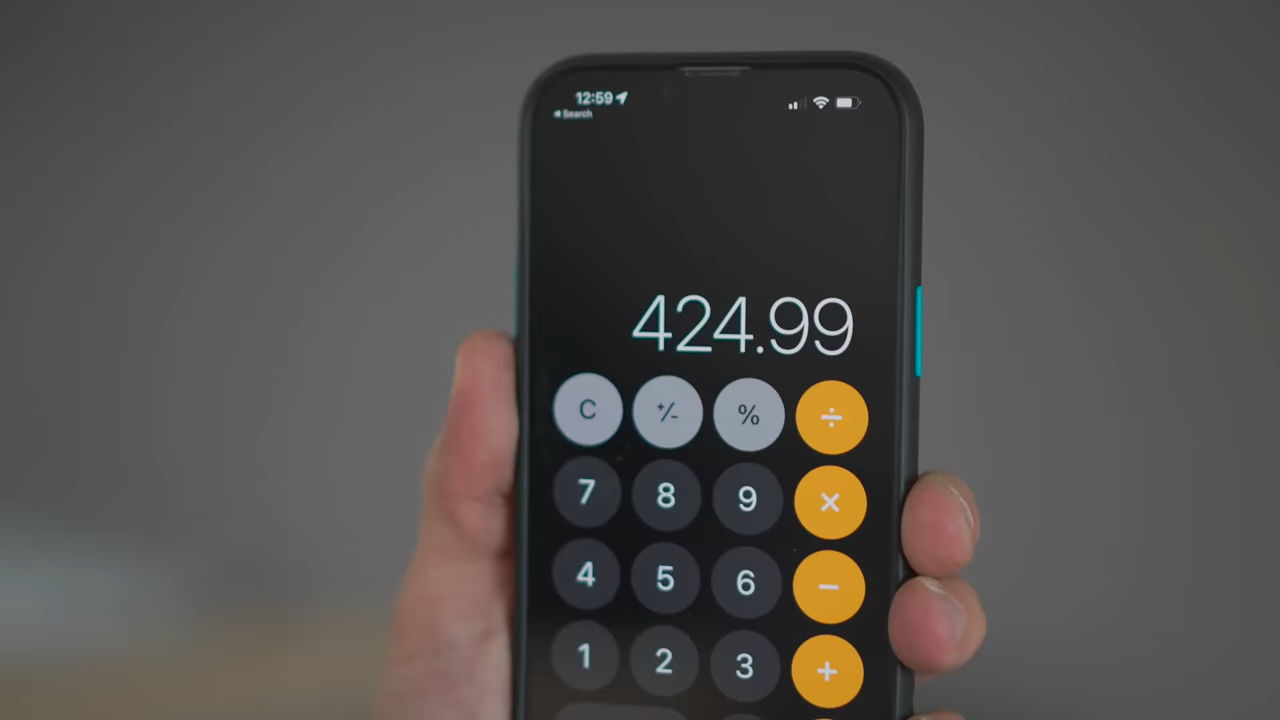 12:59
Search
424.99
C +/- % ÷
7 8 9 ×
4 5 6 −
1 2 3 +